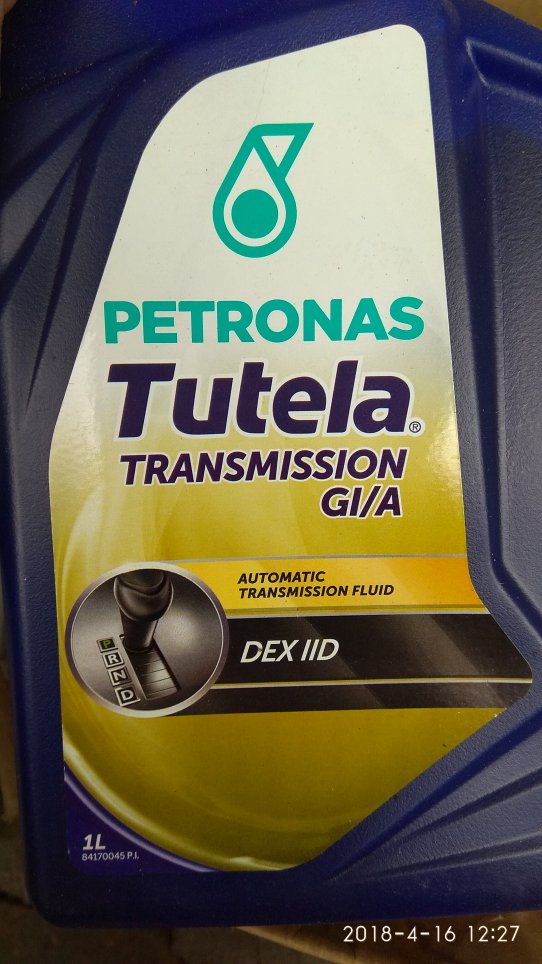 PETRONAS
Tutela®
TRANSMISSION
GI/A
AUTOMATIC
TRANSMISSION FLUID
DEX IID
P
R
N
D
1L
84170045 P.I.
2018-4-16 12:27